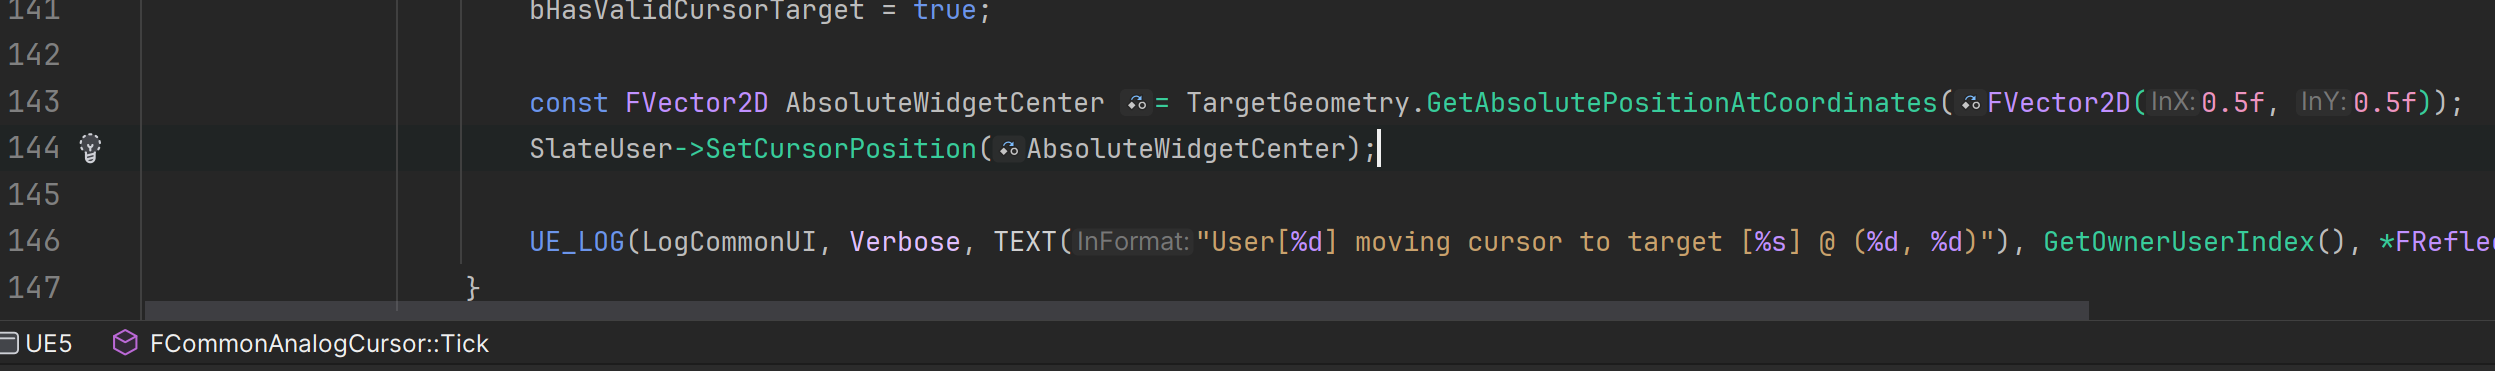 141 bHasValidCursorTarget = true;
142
143 const FVector2D AbsoluteWidgetCenter = TargetGeometry.GetAbsolutePositionAtCoordinates(FVector2D(InX: 0.5f, InY: 0.5f));
144 SlateUser->SetCursorPosition(AbsoluteWidgetCenter);
145
146 UE_LOG(LogCommonUI, Verbose, TEXT(InFormat: "User[%d] moving cursor to target [%s] @ (%d, %d)"), GetOwnerUserIndex(), *FRefle
147 }
UE5 FCommonAnalogCursor::Tick